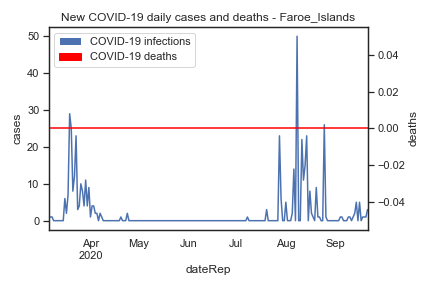 New COVID-19 daily cases and deaths - Faroe_Islands
COVID-19 infections
COVID-19 deaths
50
40
30
20
10
0
cases
0.04
0.02
0.00
−0.02
−0.04
deaths
Apr
2020
May
Jun
Jul
Aug
Sep
dateRep